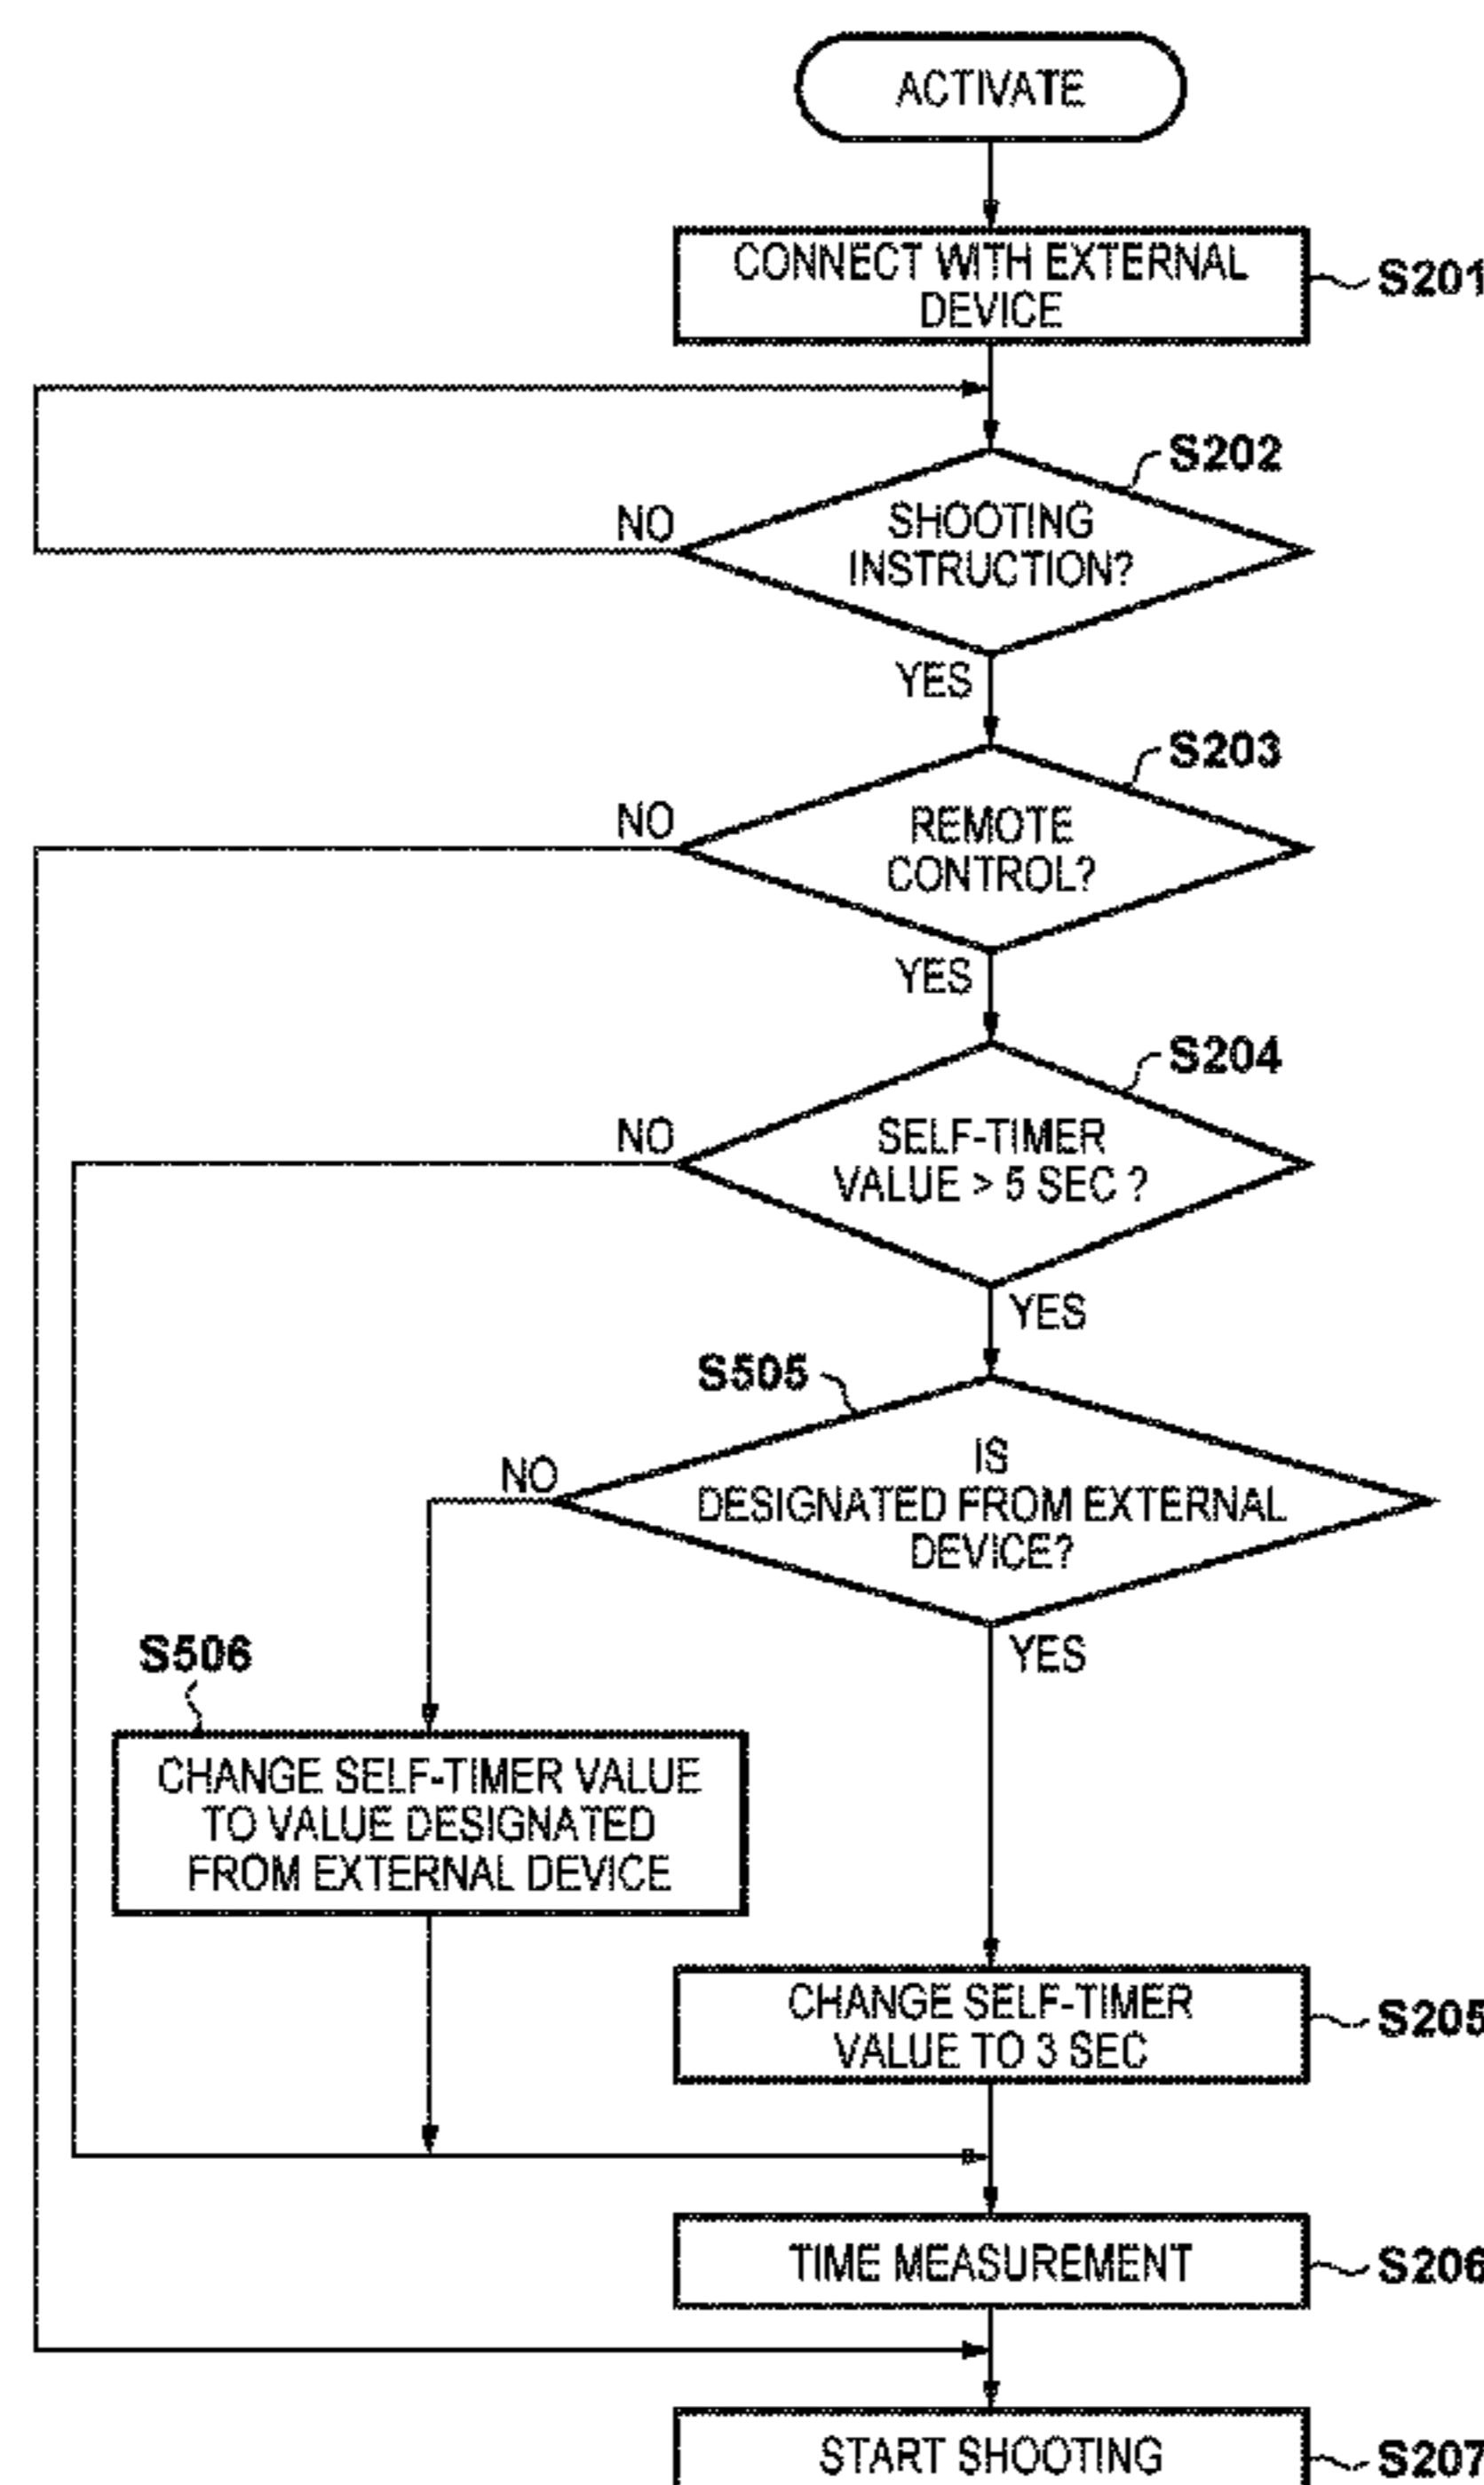 ACTIVATE
CONNECT WITH EXTERNAL
DEVICE
S201
S202
SHOOTING
INSTRUCTION?
NO
YES
S203
REMOTE
CONTROL?
NO
YES
S204
SELF-TIMER
VALUE > 5 SEC ?
NO
YES
S505
IS
DESIGNATED FROM EXTERNAL
DEVICE?
NO
YES
S506
CHANGE SELF-TIMER VALUE
TO VALUE DESIGNATED
FROM EXTERNAL DEVICE
CHANGE SELF-TIMER
VALUE TO 3 SEC
S205
TIME MEASUREMENT
S206
START SHOOTING
S207